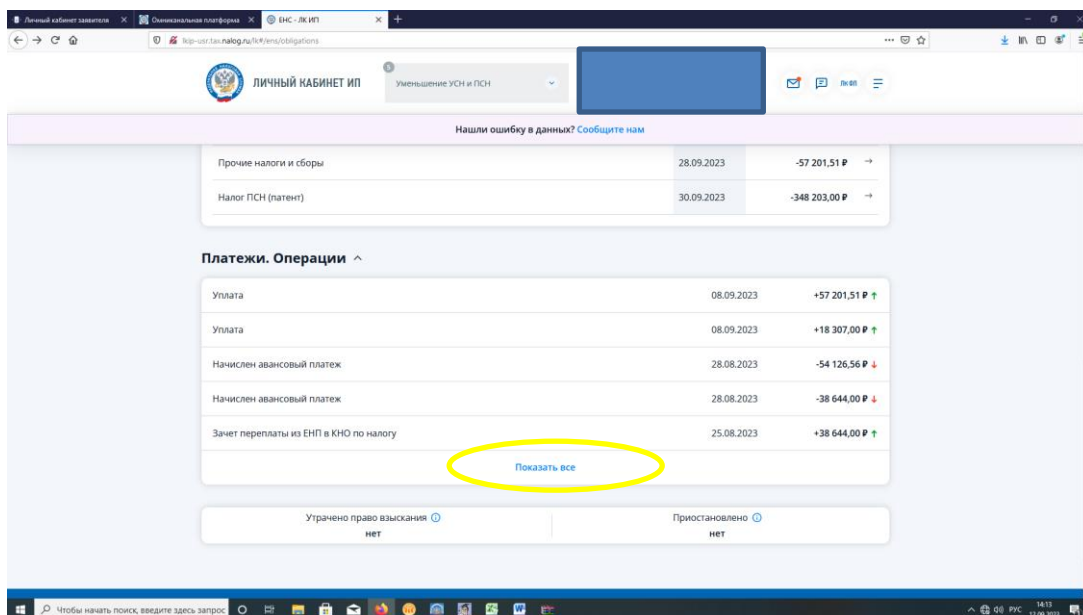 Личный кабинет заявителя
Омниканальная платформа
ЕНС - ЛК ИП
lkip-usr.tax.nalog.ru/lk#/ens/obligations
ЛИЧНЫЙ КАБИНЕТ ИП
5
Уменьшение УСН и ПСН
ЛК ФЛ
Нашли ошибку в данных? Сообщите нам
Прочие налоги и сборы 28.09.2023 -57 201,51 ₽ →
Налог ПСН (патент) 30.09.2023 -348 203,00 ₽ →
Платежи. Операции
Уплата 08.09.2023 +57 201,51 ₽ ↑
Уплата 08.09.2023 +18 307,00 ₽ ↑
Начислен авансовый платеж 28.08.2023 -54 126,56 ₽ ↓
Начислен авансовый платеж 28.08.2023 -38 644,00 ₽ ↓
Зачет переплаты из ЕНП в КНО по налогу 25.08.2023 +38 644,00 ₽ ↑
Показать все
Утрачено право взыскания Приостановлено
нет нет
Чтобы начать поиск, введите здесь запрос
РУС 14:13